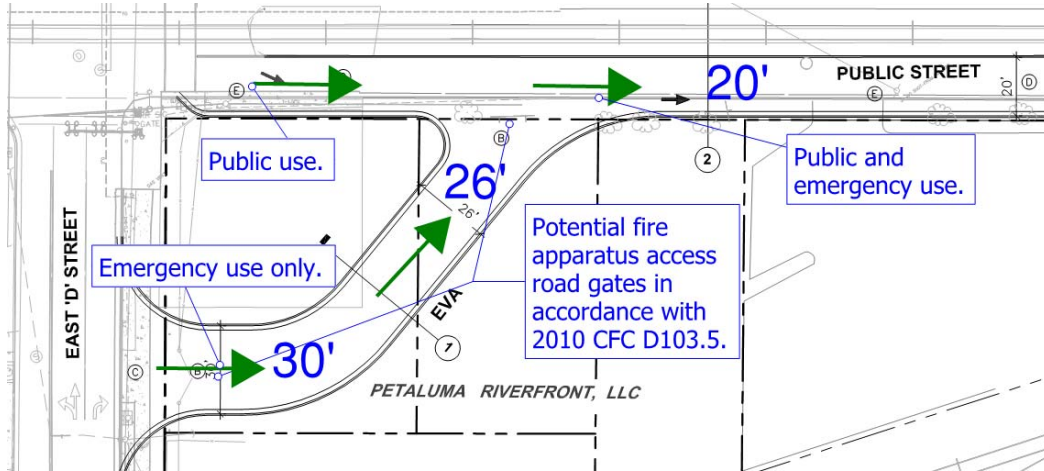 PUBLIC STREET
20'
20'
E
E
D
B
2
Public use.
Public and
emergency use.
26'
26'
EAST 'D' STREET
Emergency use only.
Potential fire
apparatus access
road gates in
accordance with
2010 CFC D103.5.
EVA
1
C
B
30'
PETALUMA RIVERFRONT, LLC